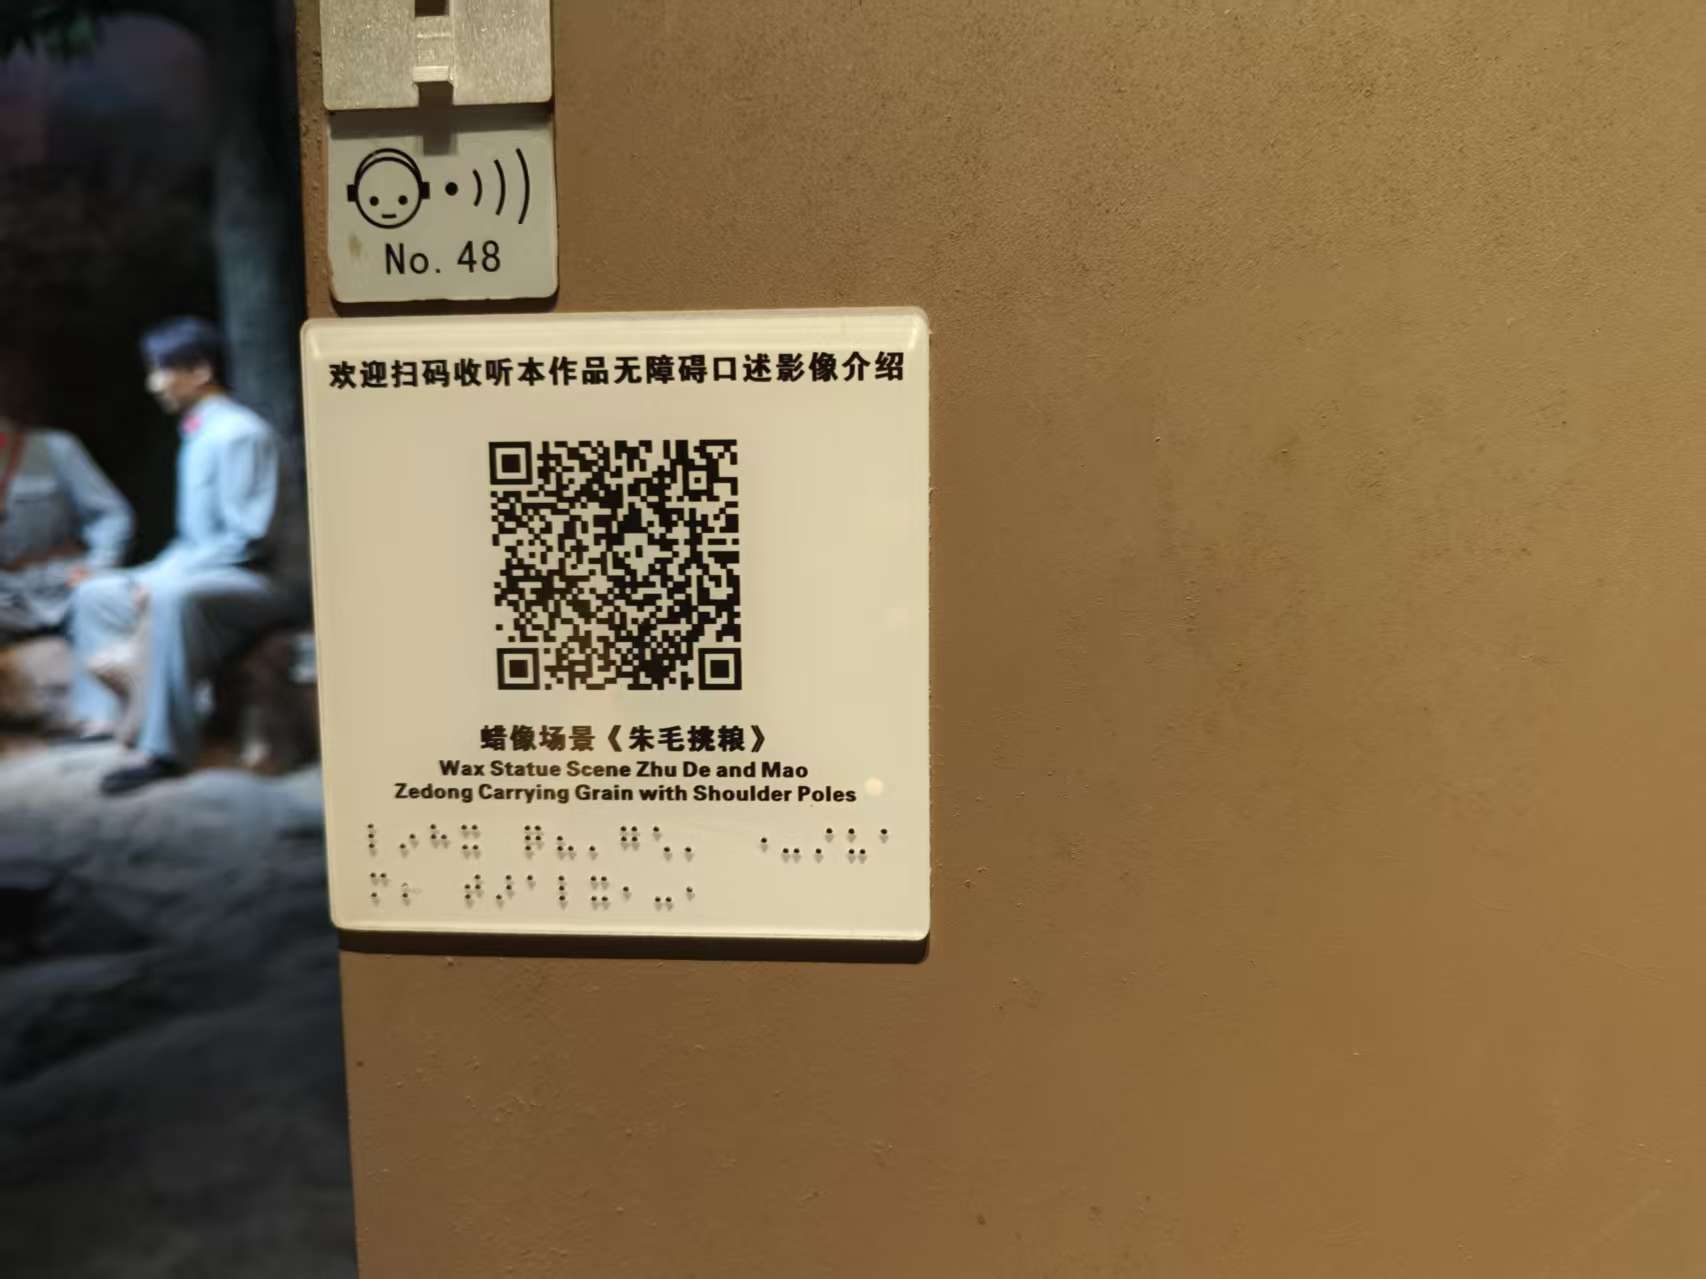 No. 48
欢迎扫码收听本作品无障碍口述影像介绍
蜡像场景《朱毛挑粮》
Wax Statue Scene Zhu De and Mao
Zedong Carrying Grain with Shoulder Poles